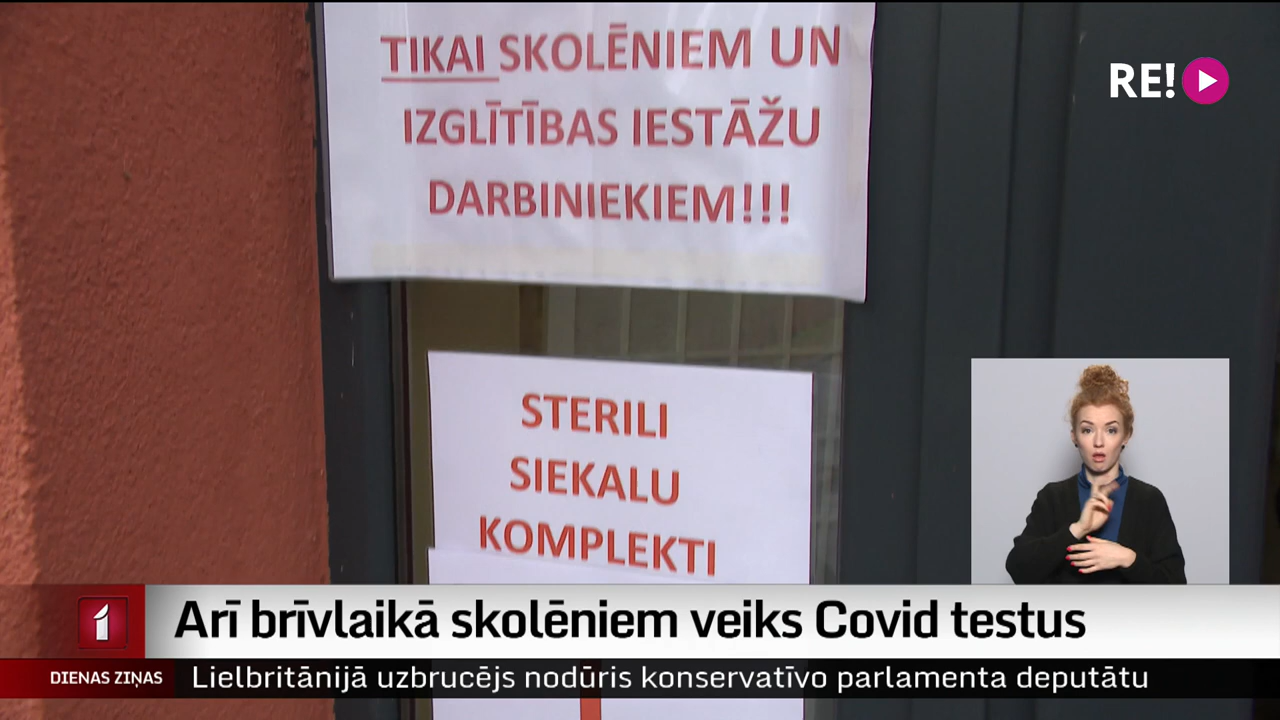 TIKAI SKOLĒNIEM UN
IZGLĪTĪBAS IESTĀŽU
DARBINIEKIEM!!!
RE!
STERILI
SIEKALU
KOMPLEKTI
1 Arī brīvlaikā skolēniem veiks Covid testus
DIENAS ZIŅAS Lielbritānijā uzbrucējs nodūris konservatīvo parlamenta deputātu